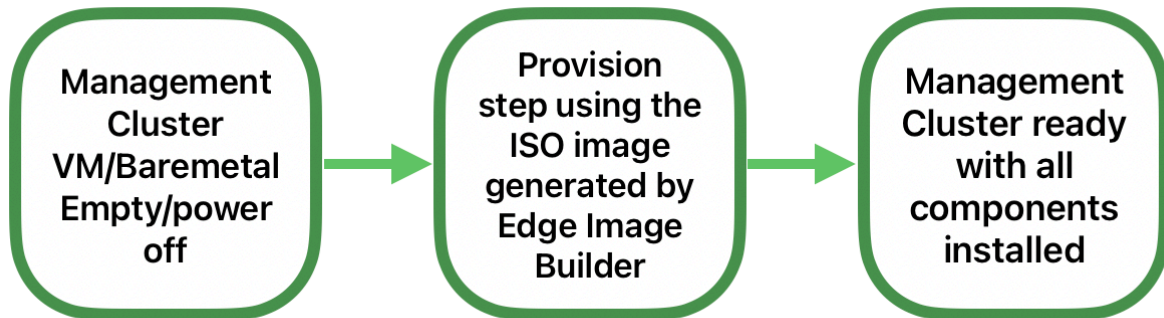 Management
Cluster
VM/Baremetal
Empty/power
off
Provision
step using the
ISO image
generated by
Edge Image
Builder
Management
Cluster ready
with all
components
installed